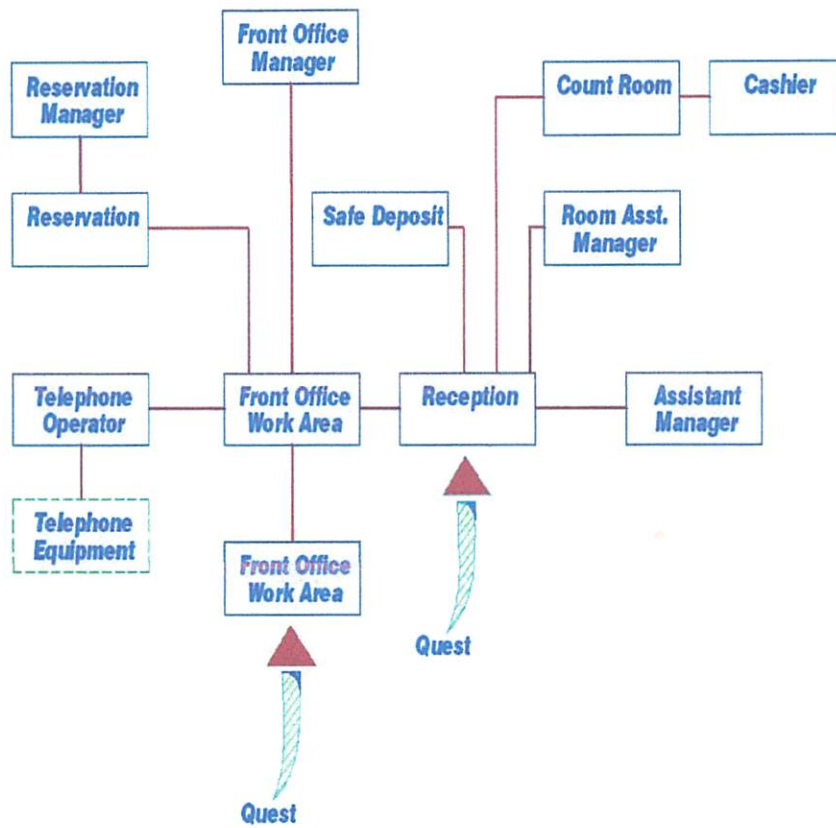 Front Office
Manager
Reservation
Manager
Count Room
Cashier
Reservation
Safe Deposit
Room Asst.
Manager
Telephone
Operator
Front Office
Work Area
Reception
Assistant
Manager
Telephone
Equipment
Front Office
Work Area
Quest
Quest